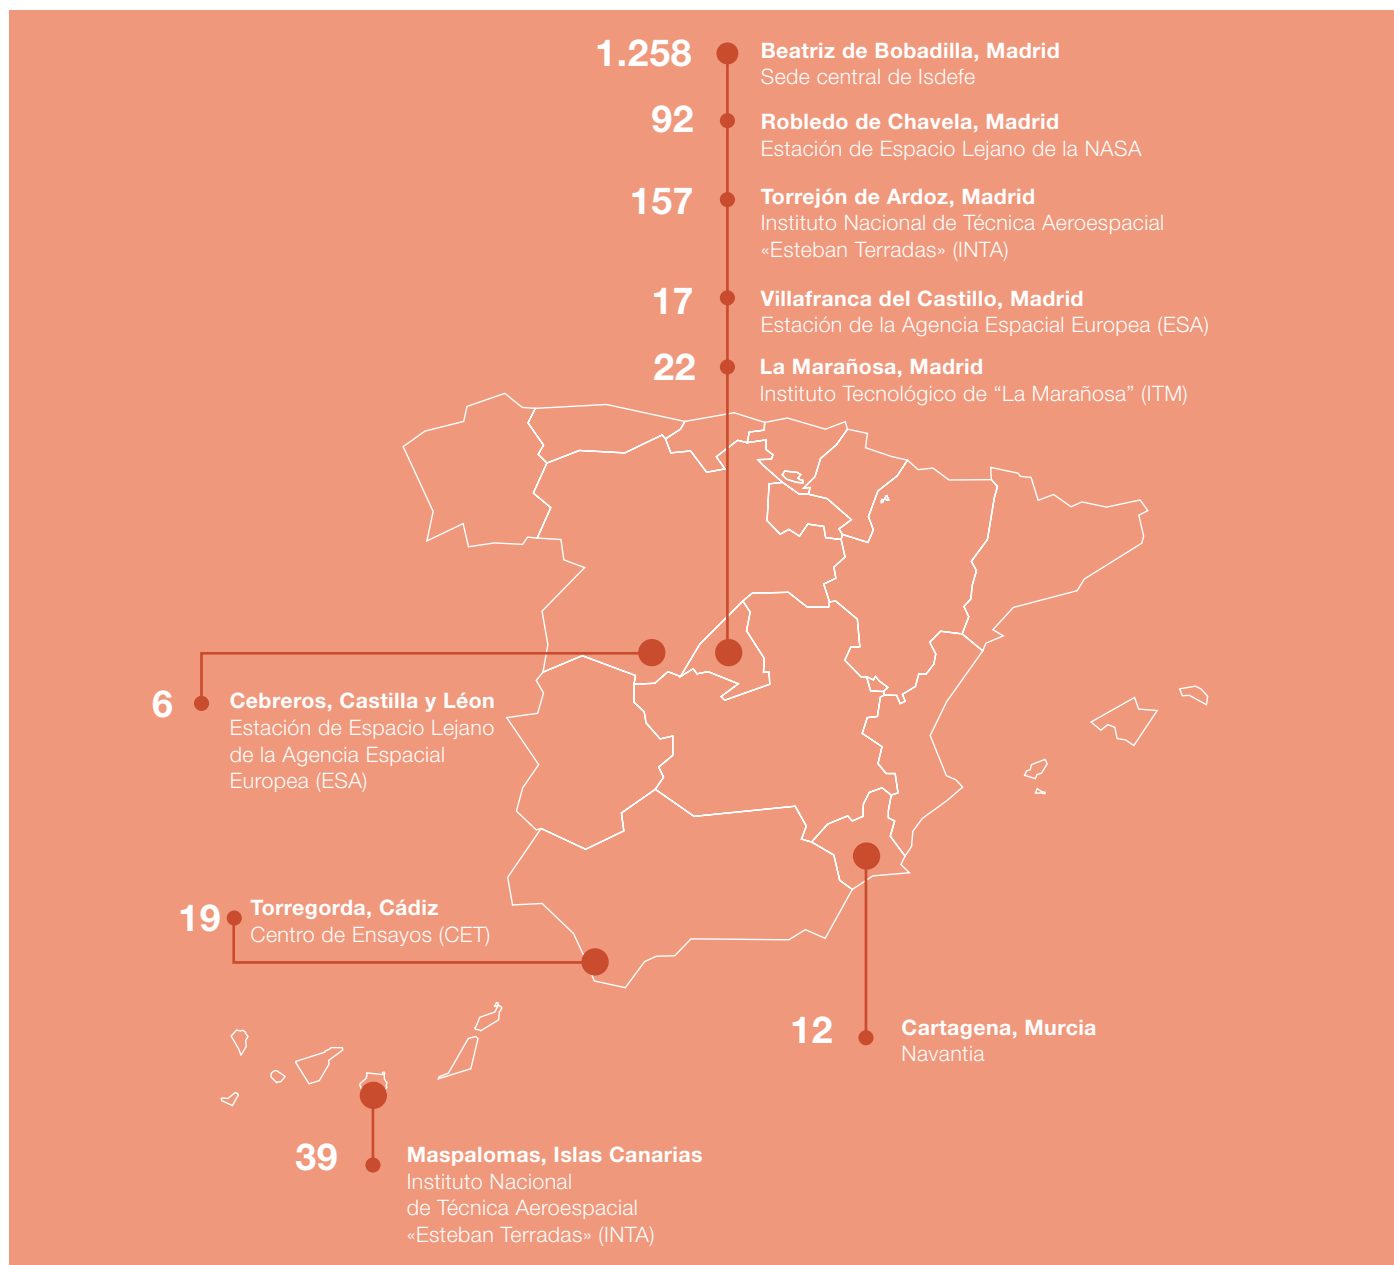 1.258
Beatriz de Bobadilla, Madrid
Sede central de Isdefe
92
Robledo de Chavela, Madrid
Estación de Espacio Lejano de la NASA
157
Torrejón de Ardoz, Madrid
Instituto Nacional de Técnica Aeroespacial
«Esteban Terradas» (INTA)
17
Villafranca del Castillo, Madrid
Estación de la Agencia Espacial Europea (ESA)
22
La Marañosa, Madrid
Instituto Tecnológico de “La Marañosa” (ITM)
6
Cebreros, Castilla y Léon
Estación de Espacio Lejano
de la Agencia Espacial
Europea (ESA)
19
Torregorda, Cádiz
Centro de Ensayos (CET)
12
Cartagena, Murcia
Navantia
39
Maspalomas, Islas Canarias
Instituto Nacional
de Técnica Aeroespacial
«Esteban Terradas» (INTA)